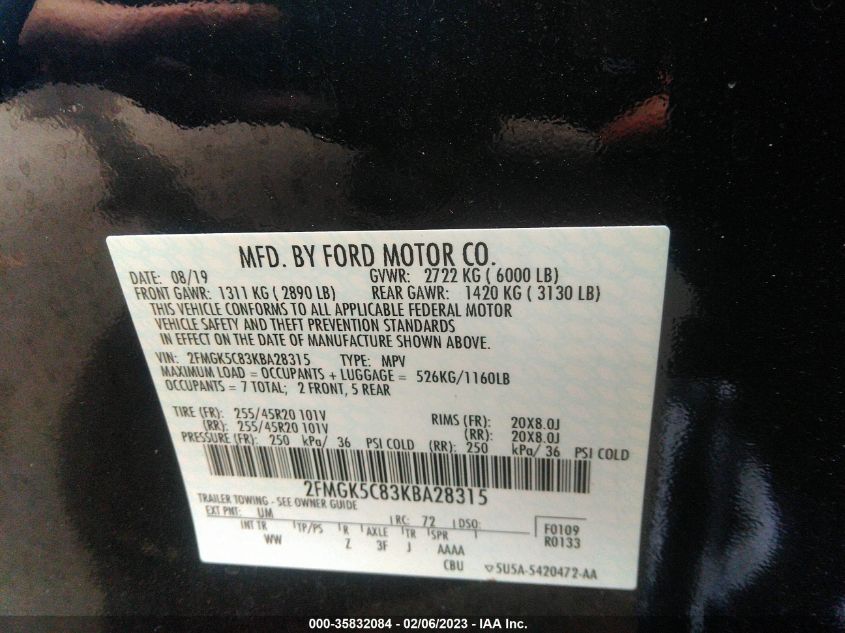 MFD. BY FORD MOTOR CO.
DATE: 08/19 GVWR: 2722 KG ( 6000 LB)
FRONT GAWR: 1311 KG ( 2890 LB) REAR GAWR: 1420 KG ( 3130 LB)
THIS VEHICLE CONFORMS TO ALL APPLICABLE FEDERAL MOTOR
VEHICLE SAFETY AND THEFT PREVENTION STANDARDS
IN EFFECT ON THE DATE OF MANUFACTURE SHOWN ABOVE.
VIN: 2FMGK5C83KBA28315 TYPE: MPV
MAXIMUM LOAD = OCCUPANTS + LUGGAGE = 526KG/1160LB
OCCUPANTS = 7 TOTAL; 2 FRONT, 5 REAR
TIRE (FR): 255/45R20 101V RIMS (FR): 20X8.0J
(RR): 255/45R20 101V (RR): 20X8.0J
PRESSURE (FR): 250 kPa/ 36 PSI COLD (RR): 250 kPa/ 36 PSI COLD
2FMGK5C83KBA28315
TRAILER TOWING - SEE OWNER GUIDE
EXT PNT: UM RC: 72 DSO: F0109
INT TR TP/PS R AXLE TR SPR R0133
WW Z 3F J AAAA
CBU ▽5U5A-5420472-AA
000-35832084 - 02/06/2023 - IAA Inc.